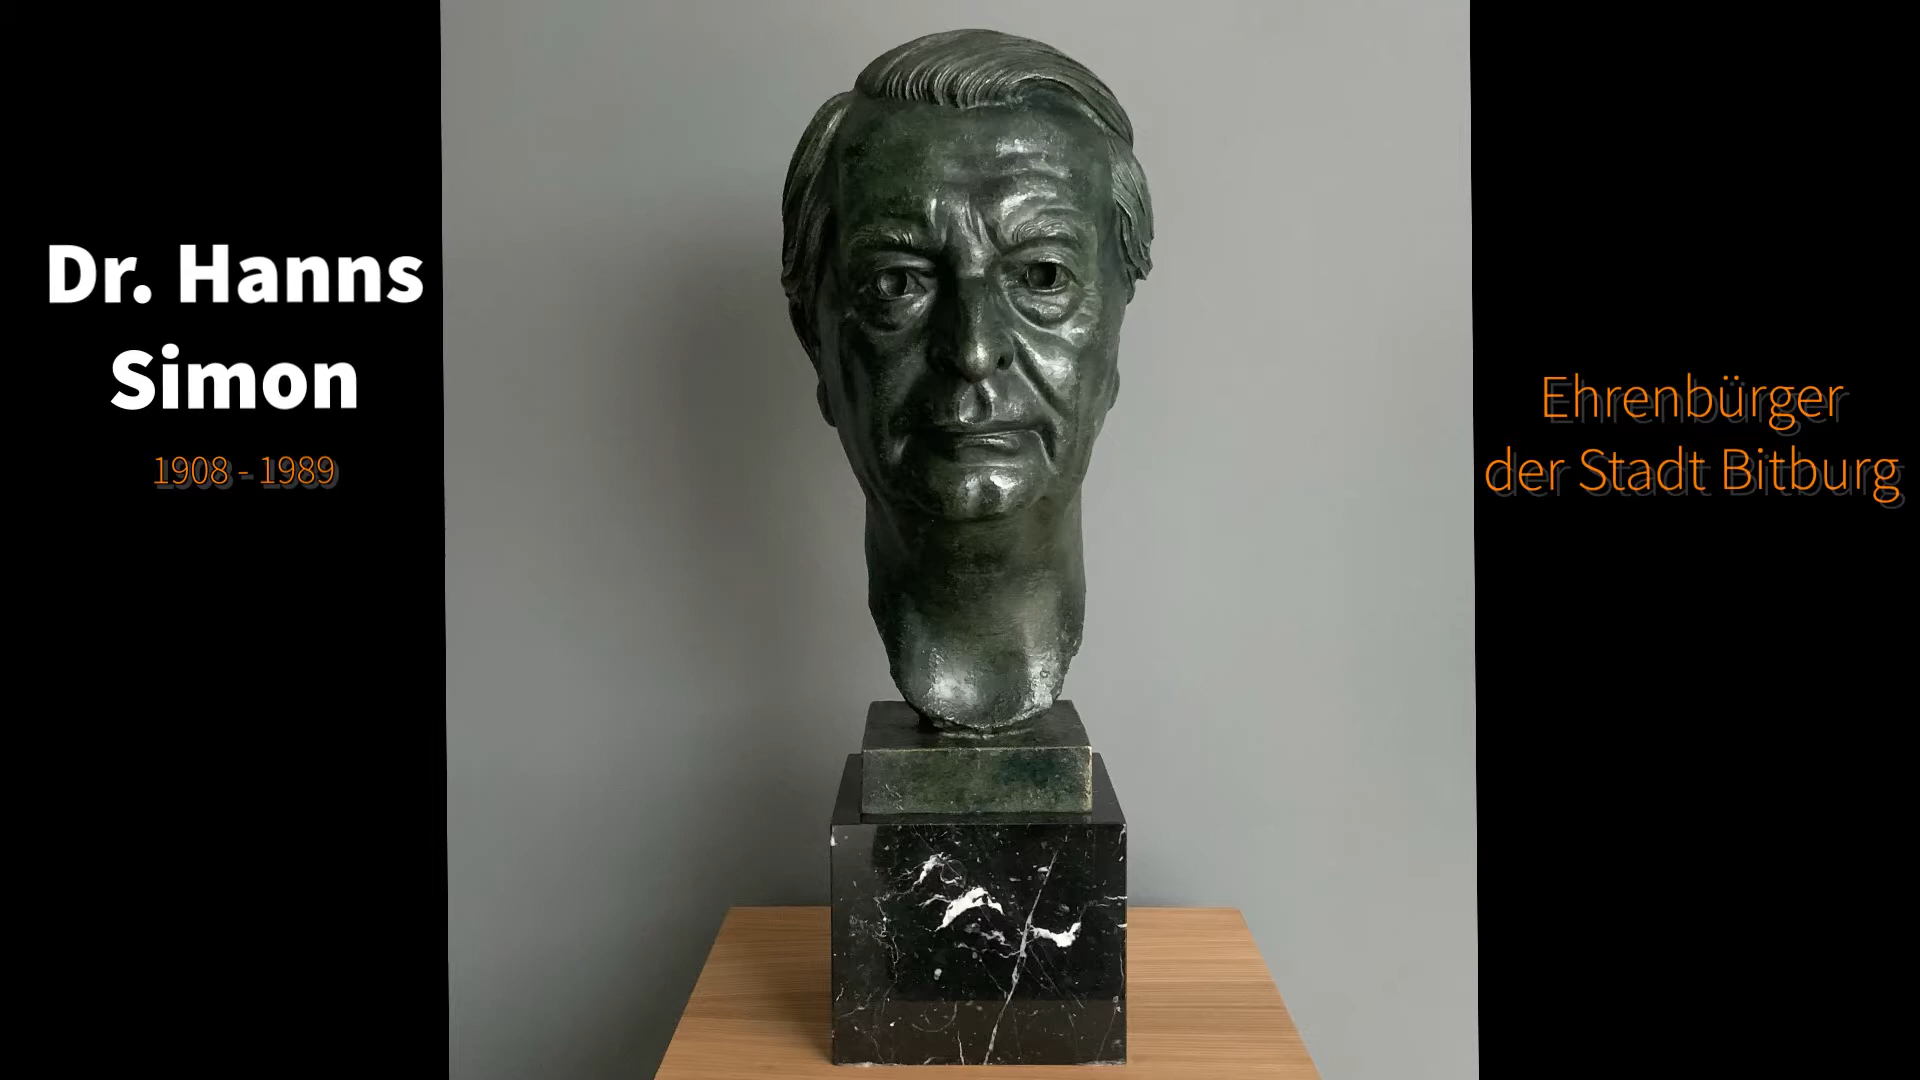 Dr. Hanns
Simon
1908 - 1989
Ehrenbürger
der Stadt Bitburg